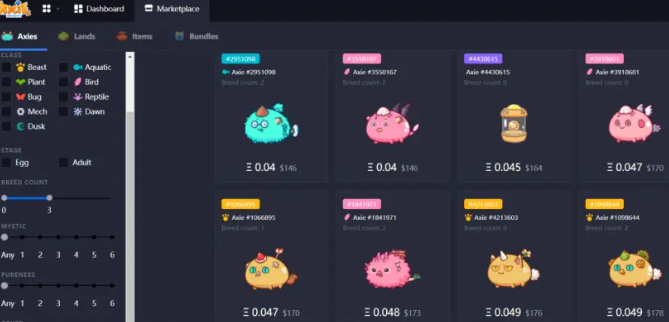 Dashboard
Marketplace
Axies
Lands
Items
Bundles
CLASS
Beast
Aquatic
Plant
Bird
Bug
Reptile
Mech
Dawn
Dusk
STAGE
Egg
Adult
BREED COUNT
0 3
MYSTIC
Any 1 2 3 4 5 6
PURENESS
Any 1 2 3 4 5 6
#2951098
Axie #2951098
Breed count: 2
Ξ 0.04 $146
#3550167
Axie #3550167
Breed count: 2
Ξ 0.04 $146
#4430615
Axie #4430615
Breed count: 0
Ξ 0.045 $164
#3910601
Axie #3910601
Breed count: 2
Ξ 0.047 $170
#1066895
Axie #1066895
Breed count: 1
Ξ 0.047 $170
#1841971
Axie #1841971
Breed count: 2
Ξ 0.048 $173
#4213603
Axie #4213603
Breed count: 0
Ξ 0.049 $176
#1098644
Axie #1098644
Breed count: 2
Ξ 0.049 $178